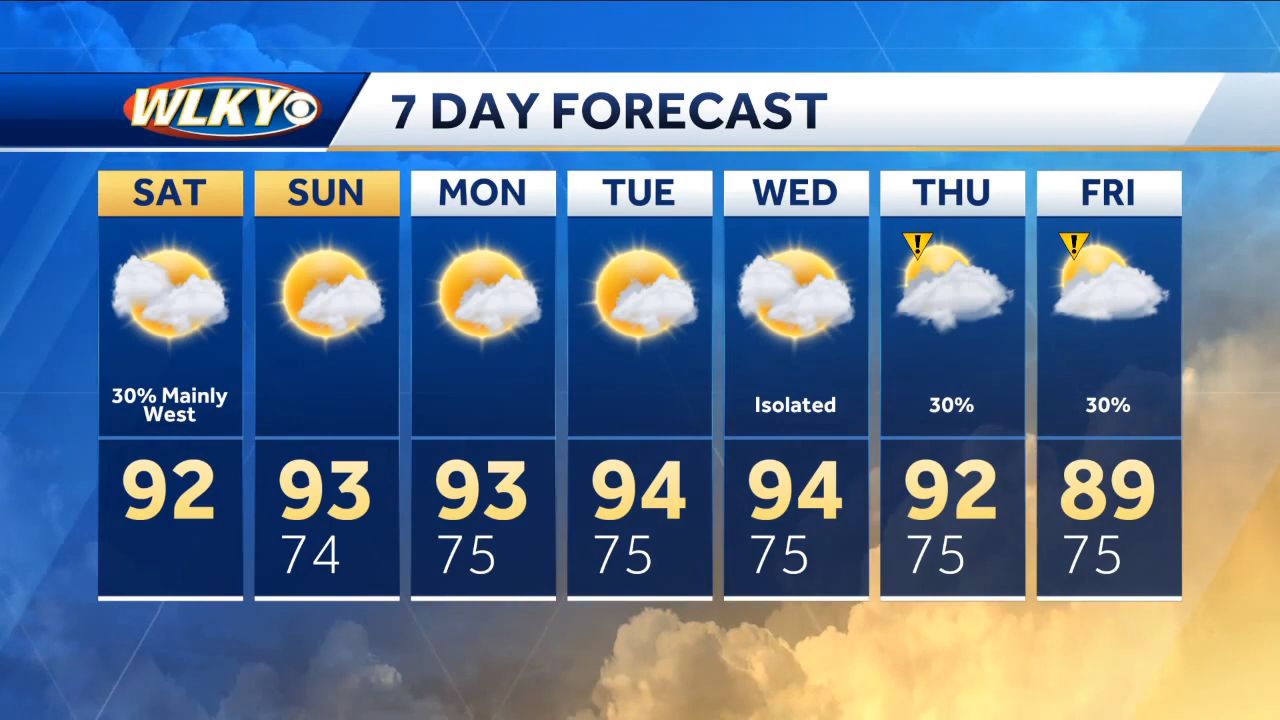 WLKY
7 DAY FORECAST
SAT SUN MON TUE WED THU FRI
! !
30% Mainly
West
Isolated 30% 30%
92 93 93 94 94 92 89
74 75 75 75 75 75